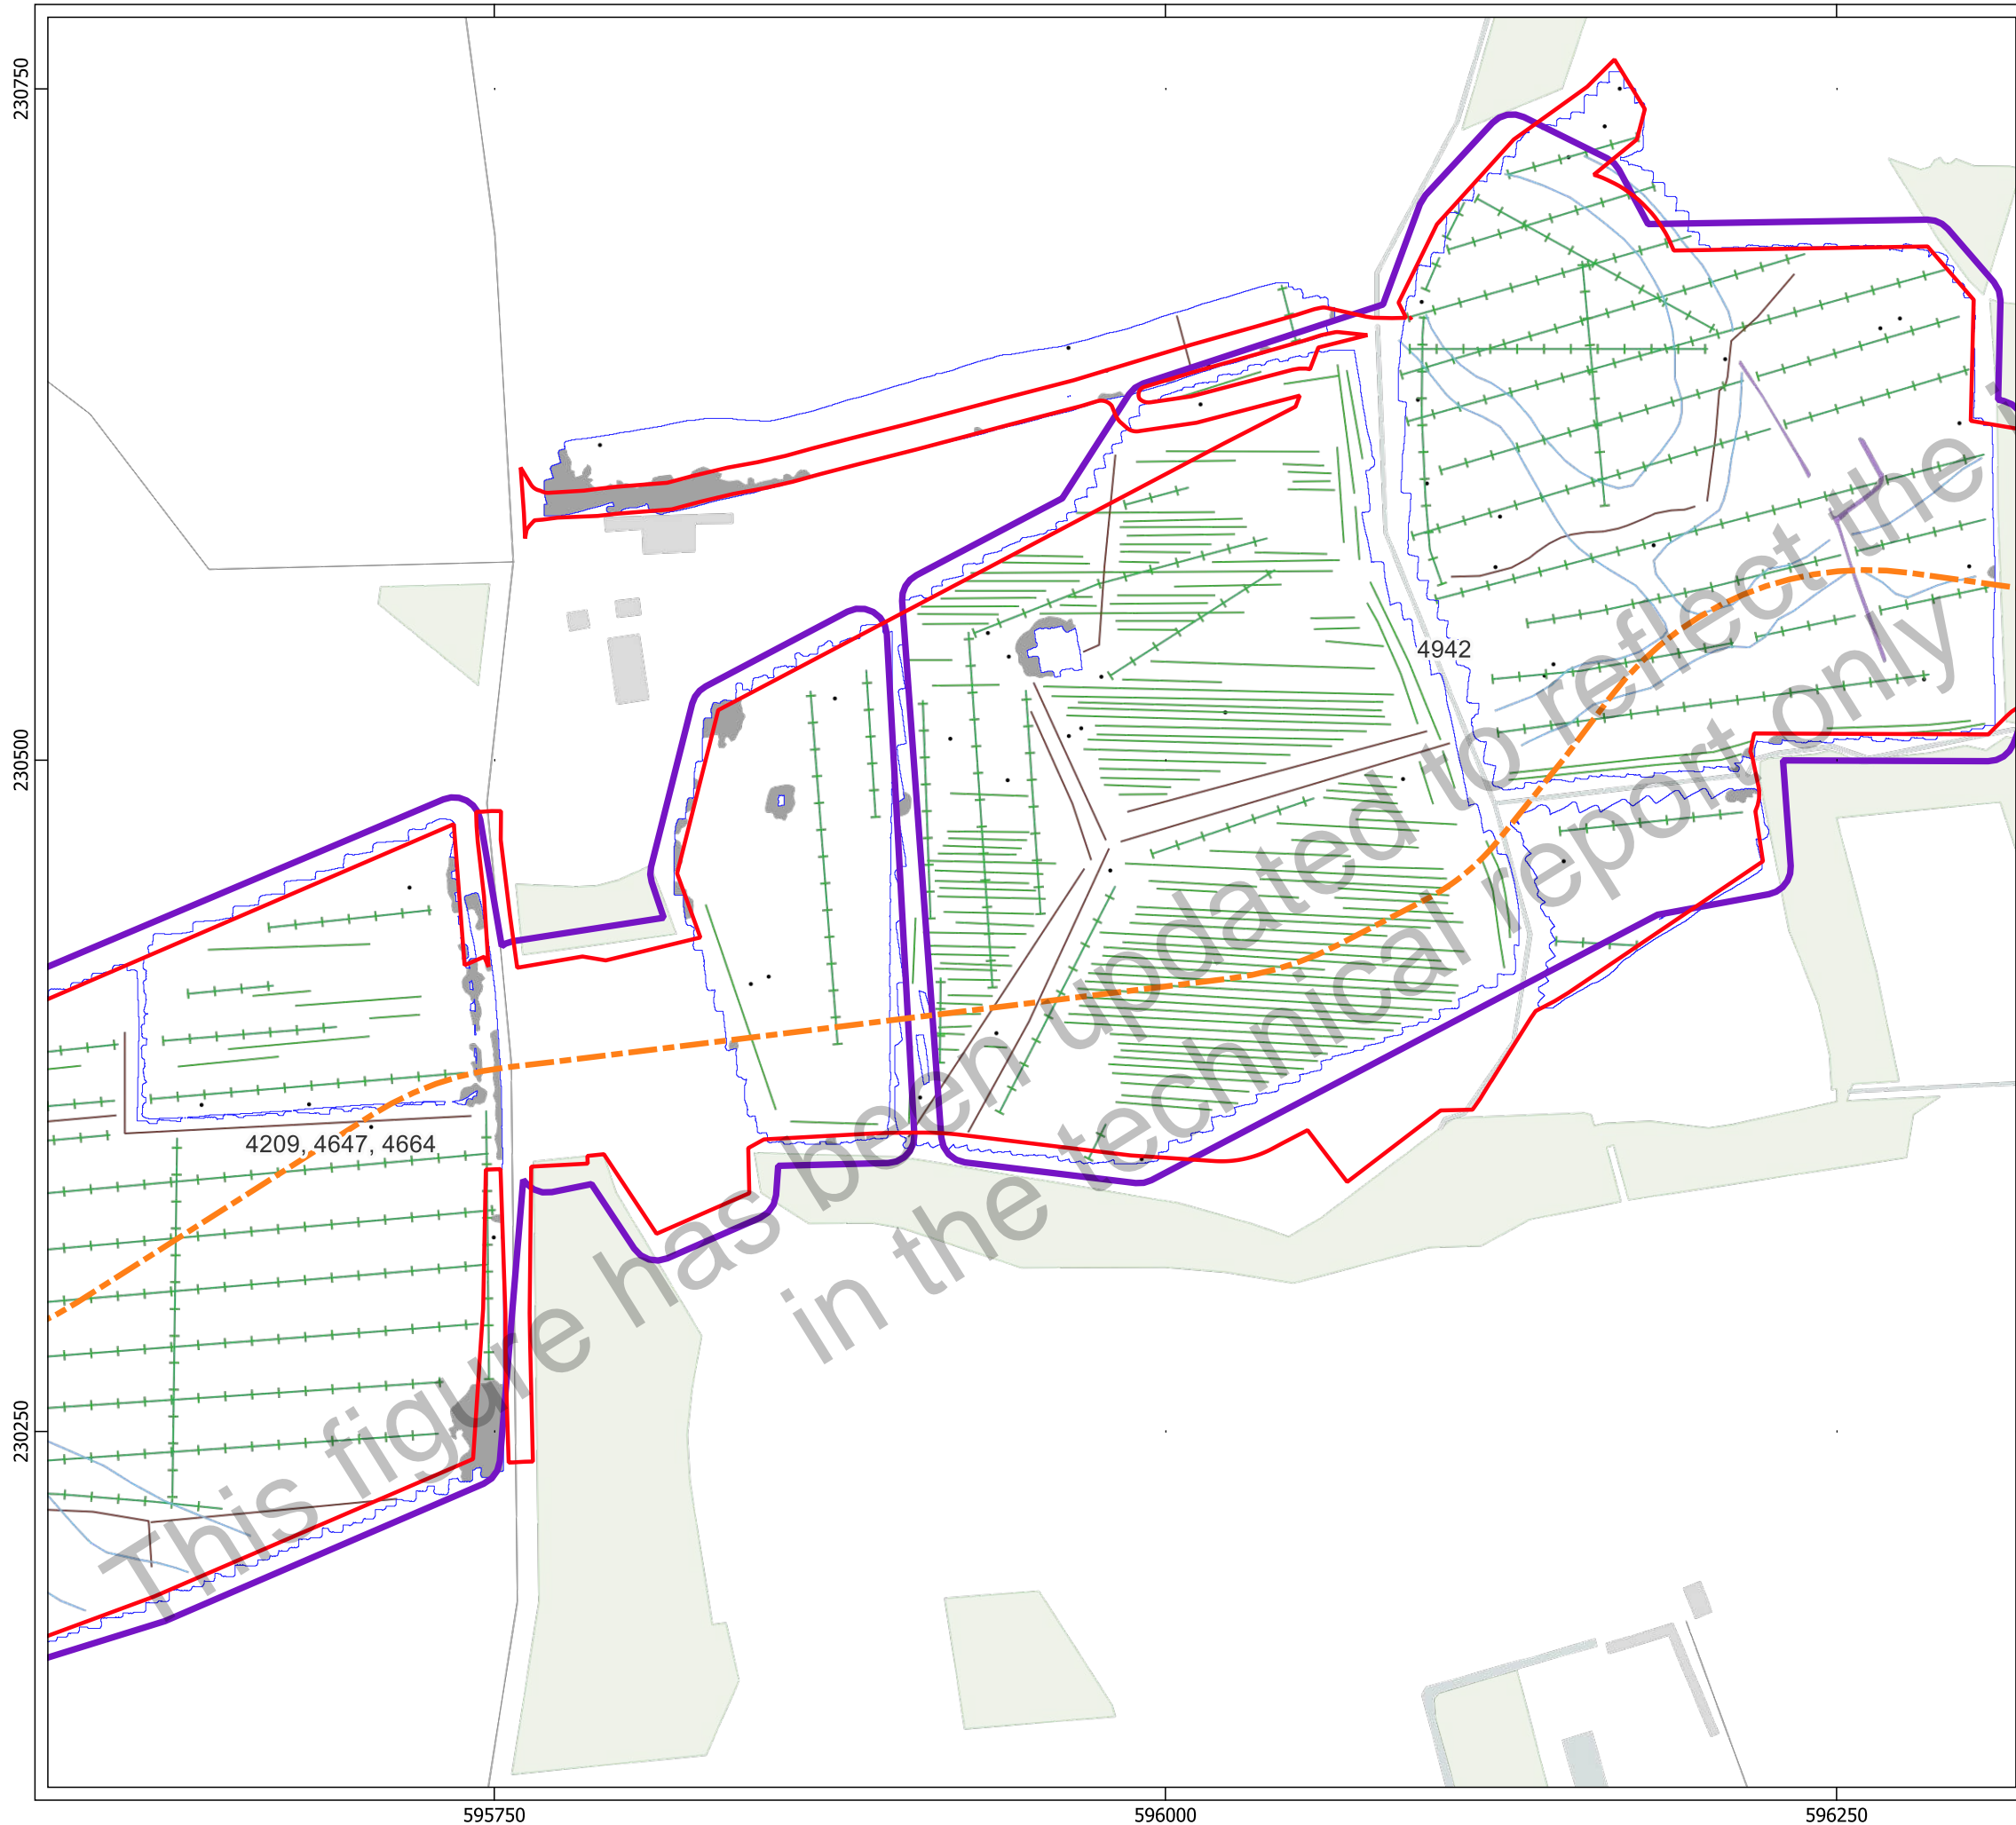 230750
230500
230250
4942
4209, 4647, 4664
This figure has been updated to reflect the
in the technical report only.
595750
596000
596250